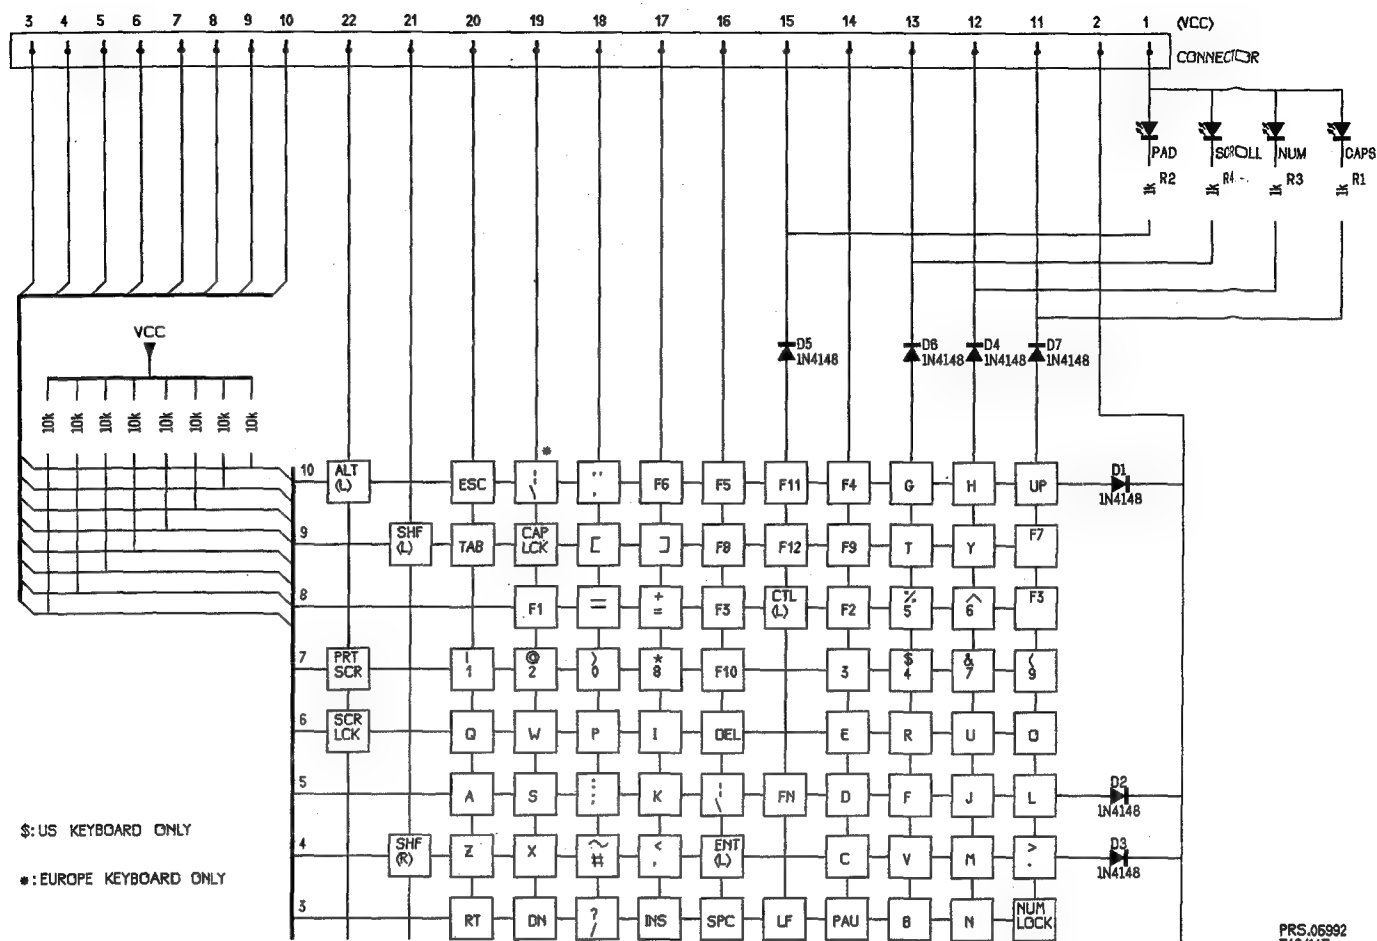 3 4 5 6 7 8 9 10 22 21 20 19 18 17 16 15 14 13 12 11 2 1 (VCC)
CONNECTOR
PAD SCROLL NUM CAPS
1k R2 1k R4 1k R3 1k R1
VCC
D5 D6 D4 D7
1N4148 1N4148 1N4148 1N4148
10k 10k 10k 10k 10k 10k 10k 10k
*
10 ALT (L) ESC ¦ \ " , F6 F5 F11 F4 G H UP D1 1N4148
9 SHF (L) TAB CAP LCK [ ] F8 F12 F9 T Y F7
8 F1 = + = F3 CTL (L) F2 % 5 ^ 6 F3
7 PRT SCR | 1 @ 2 ) 0 * 8 F10 3 $ 4 & 7 ( 9
6 SCR LCK Q W P I DEL E R U O
5 A S : ; K ¦ \ FN D F J L D2 1N4148
$: US KEYBOARD ONLY
4 SHF (R) Z X ~ # < , ENT (L) C V M > . D3 1N4148
*: EUROPE KEYBOARD ONLY
3 RT DN ? / INS SPC LF PAU B N NUM LOCK
PRS.06992